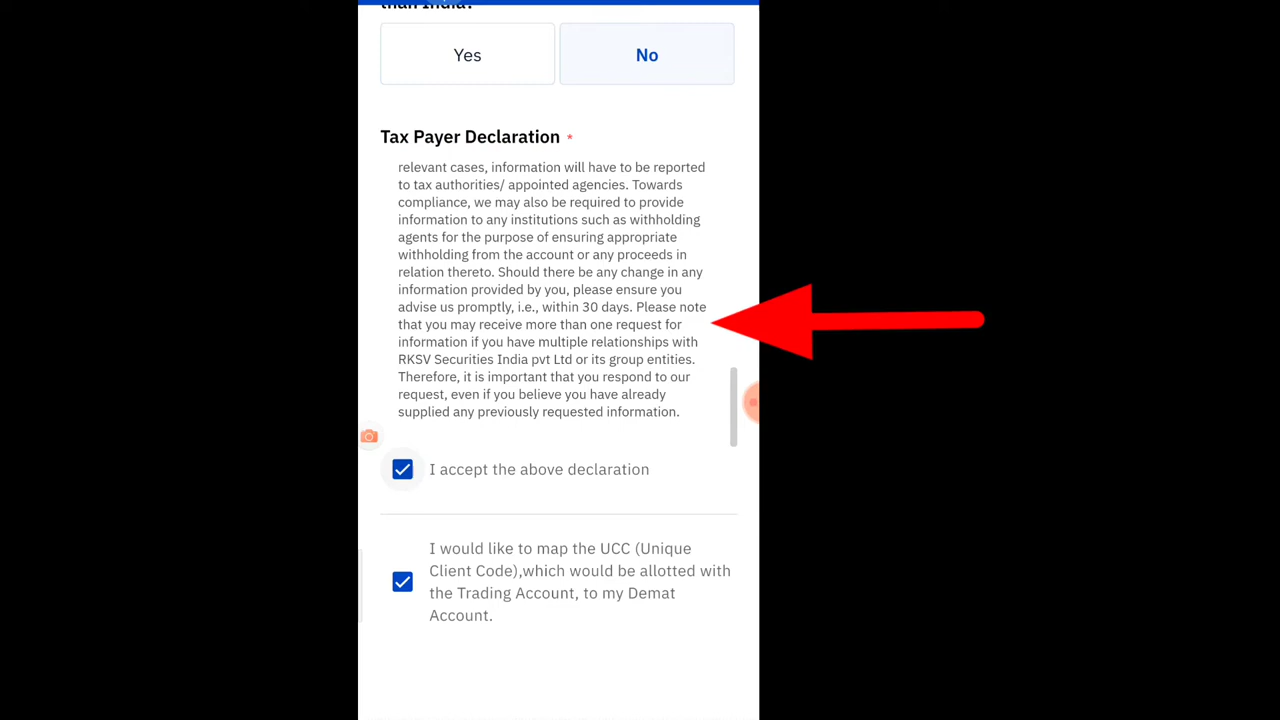 than India?
Yes
No
Tax Payer Declaration *
relevant cases, information will have to be reported
to tax authorities/ appointed agencies. Towards
compliance, we may also be required to provide
information to any institutions such as withholding
agents for the purpose of ensuring appropriate
withholding from the account or any proceeds in
relation thereto. Should there be any change in any
information provided by you, please ensure you
advise us promptly, i.e., within 30 days. Please note
that you may receive more than one request for
information if you have multiple relationships with
RKSV Securities India pvt Ltd or its group entities.
Therefore, it is important that you respond to our
request, even if you believe you have already
supplied any previously requested information.
I accept the above declaration
I would like to map the UCC (Unique
Client Code),which would be allotted with
the Trading Account, to my Demat
Account.